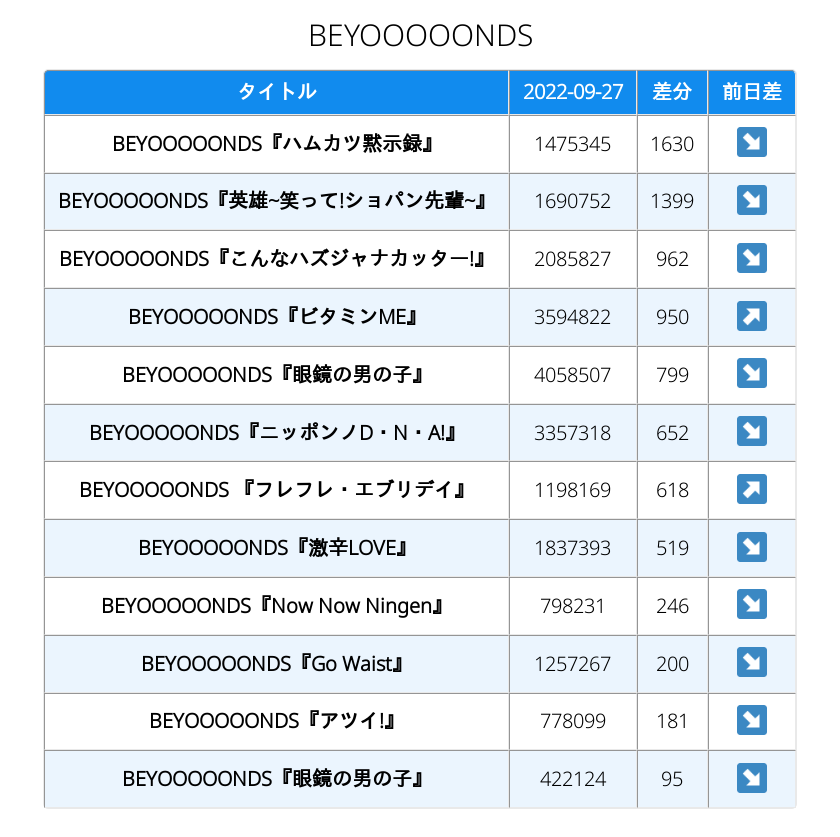 BEYOOOOONDS
タイトル 2022-09-27 差分 前日差
BEYOOOOONDS『ハムカツ黙示録』 1475345 1630 ↘
BEYOOOOONDS『英雄~笑って!ショパン先輩~』 1690752 1399 ↘
BEYOOOOONDS『こんなハズジャナカッター!』 2085827 962 ↘
BEYOOOOONDS『ビタミンME』 3594822 950 ↗
BEYOOOOONDS『眼鏡の男の子』 4058507 799 ↘
BEYOOOOONDS『ニッポンノD・N・A!』 3357318 652 ↘
BEYOOOOONDS 『フレフレ・エブリデイ』 1198169 618 ↗
BEYOOOOONDS『激辛LOVE』 1837393 519 ↘
BEYOOOOONDS『Now Now Ningen』 798231 246 ↘
BEYOOOOONDS『Go Waist』 1257267 200 ↘
BEYOOOOONDS『アツイ!』 778099 181 ↘
BEYOOOOONDS『眼鏡の男の子』 422124 95 ↘